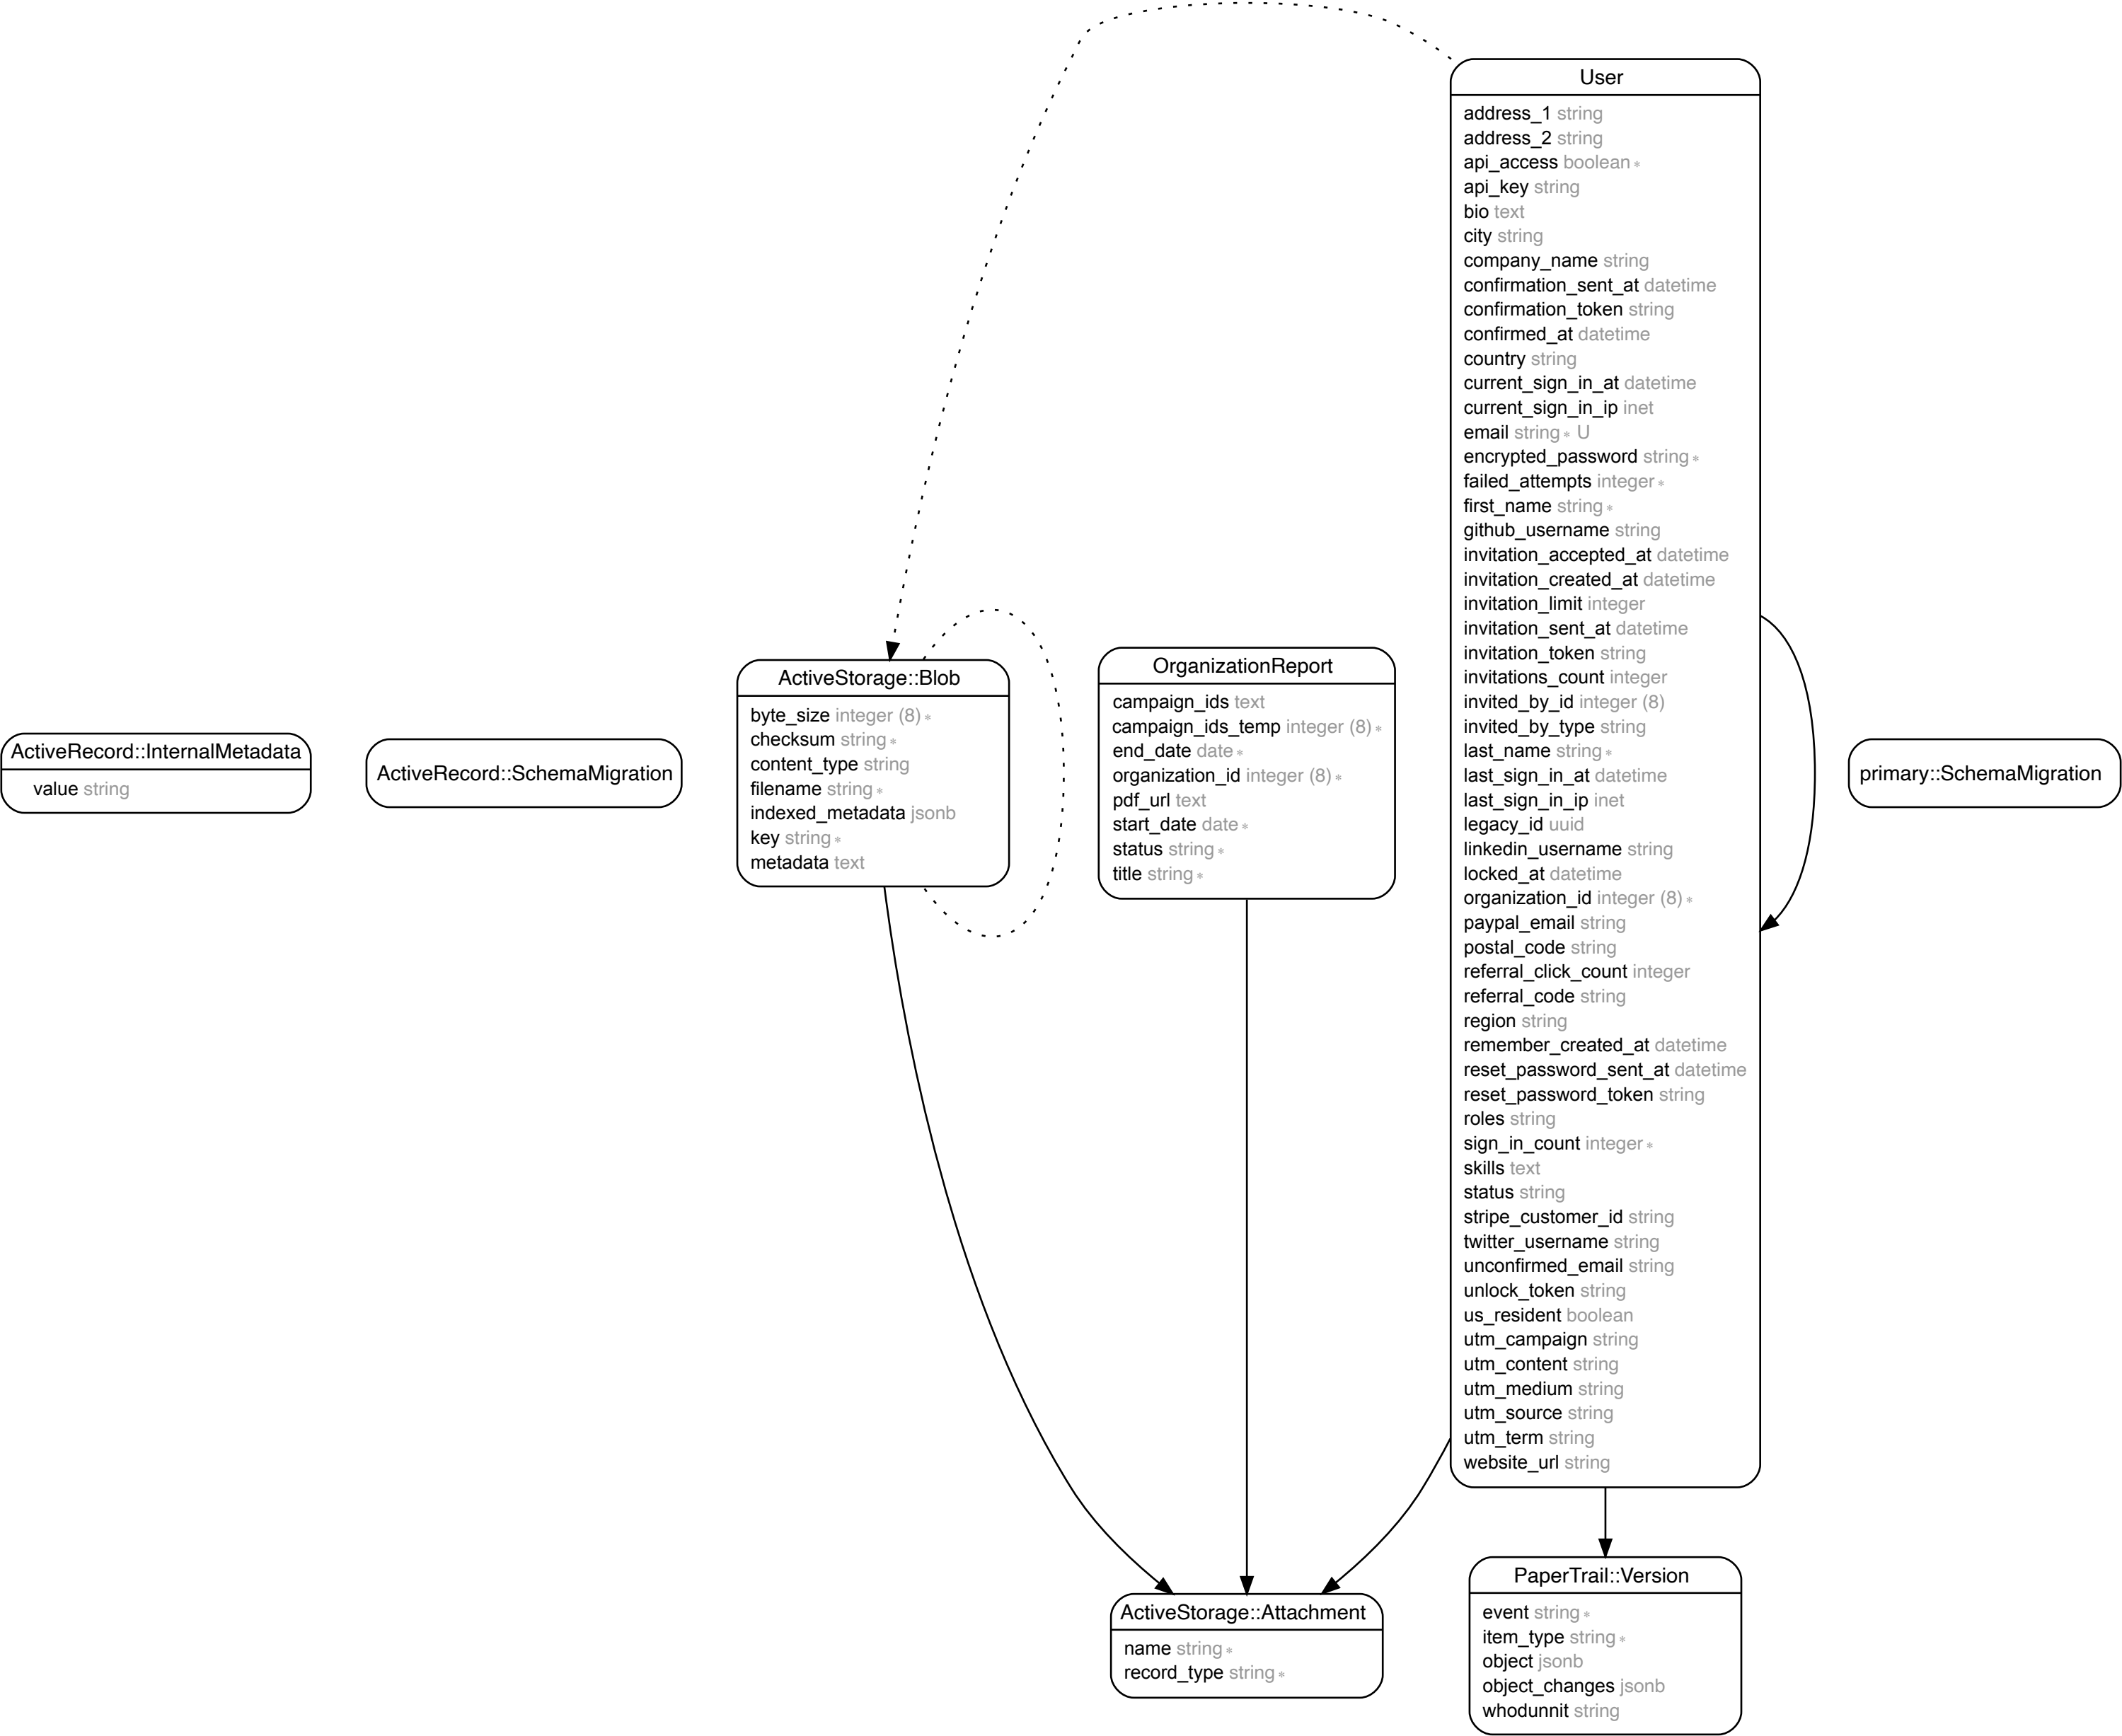 User
address_1 string
address_2 string
api_access boolean *
api_key string
bio text
city string
company_name string
confirmation_sent_at datetime
confirmation_token string
confirmed_at datetime
country string
current_sign_in_at datetime
current_sign_in_ip inet
email string * U
encrypted_password string *
failed_attempts integer *
first_name string *
github_username string
invitation_accepted_at datetime
invitation_created_at datetime
invitation_limit integer
invitation_sent_at datetime
invitation_token string
invitations_count integer
invited_by_id integer (8)
invited_by_type string
last_name string *
last_sign_in_at datetime
last_sign_in_ip inet
legacy_id uuid
linkedin_username string
locked_at datetime
organization_id integer (8) *
paypal_email string
postal_code string
referral_click_count integer
referral_code string
region string
remember_created_at datetime
reset_password_sent_at datetime
reset_password_token string
roles string
sign_in_count integer *
skills text
status string
stripe_customer_id string
twitter_username string
unconfirmed_email string
unlock_token string
us_resident boolean
utm_campaign string
utm_content string
utm_medium string
utm_source string
utm_term string
website_url string
ActiveRecord::InternalMetadata
value string
ActiveRecord::SchemaMigration
ActiveStorage::Blob
byte_size integer (8) *
checksum string *
content_type string
filename string *
indexed_metadata jsonb
key string *
metadata text
OrganizationReport
campaign_ids text
campaign_ids_temp integer (8) *
end_date date *
organization_id integer (8) *
pdf_url text
start_date date *
status string *
title string *
primary::SchemaMigration
ActiveStorage::Attachment
name string *
record_type string *
PaperTrail::Version
event string *
item_type string *
object jsonb
object_changes jsonb
whodunnit string